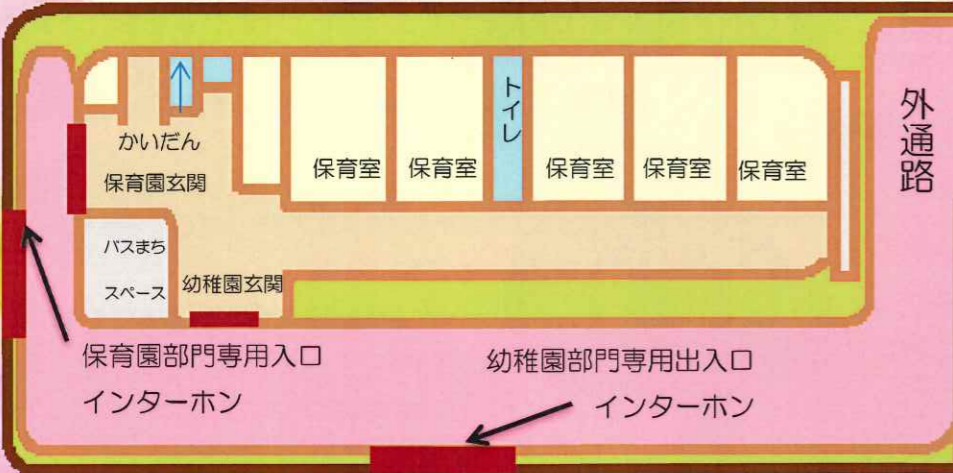 トイレ
外通路
かいだん
保育園玄関
保育室
保育室
保育室
保育室
保育室
バスまち
スペース
幼稚園玄関
保育園部門専用入口
インターホン
幼稚園部門専用出入口
インターホン